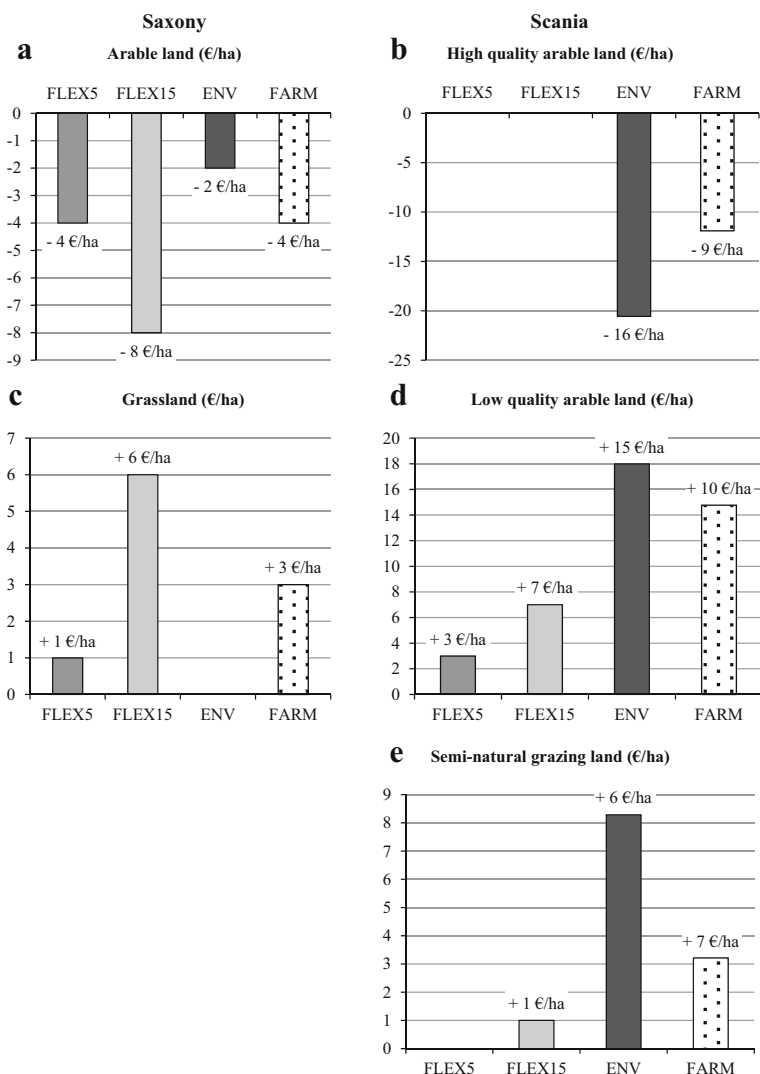 Saxony
Scania
a
Arable land (€/ha)
FLEX5 FLEX15 ENV FARM
0
-1
-2
-3
-4
-5
-6
-7
-8
-9
- 4 €/ha
- 8 €/ha
- 2 €/ha
- 4 €/ha
b
High quality arable land (€/ha)
FLEX5 FLEX15 ENV FARM
0
-5
-10
-15
-20
-25
- 16 €/ha
- 9 €/ha
c
Grassland (€/ha)
7
6
5
4
3
2
1
0
+ 1 €/ha
+ 6 €/ha
+ 3 €/ha
FLEX5 FLEX15 ENV FARM
d
Low quality arable land (€/ha)
20
18
16
14
12
10
8
6
4
2
0
+ 3 €/ha
+ 7 €/ha
+ 15 €/ha
+ 10 €/ha
FLEX5 FLEX15 ENV FARM
e
Semi-natural grazing land (€/ha)
9
8
7
6
5
4
3
2
1
0
+ 1 €/ha
+ 6 €/ha
+ 7 €/ha
FLEX5 FLEX15 ENV FARM